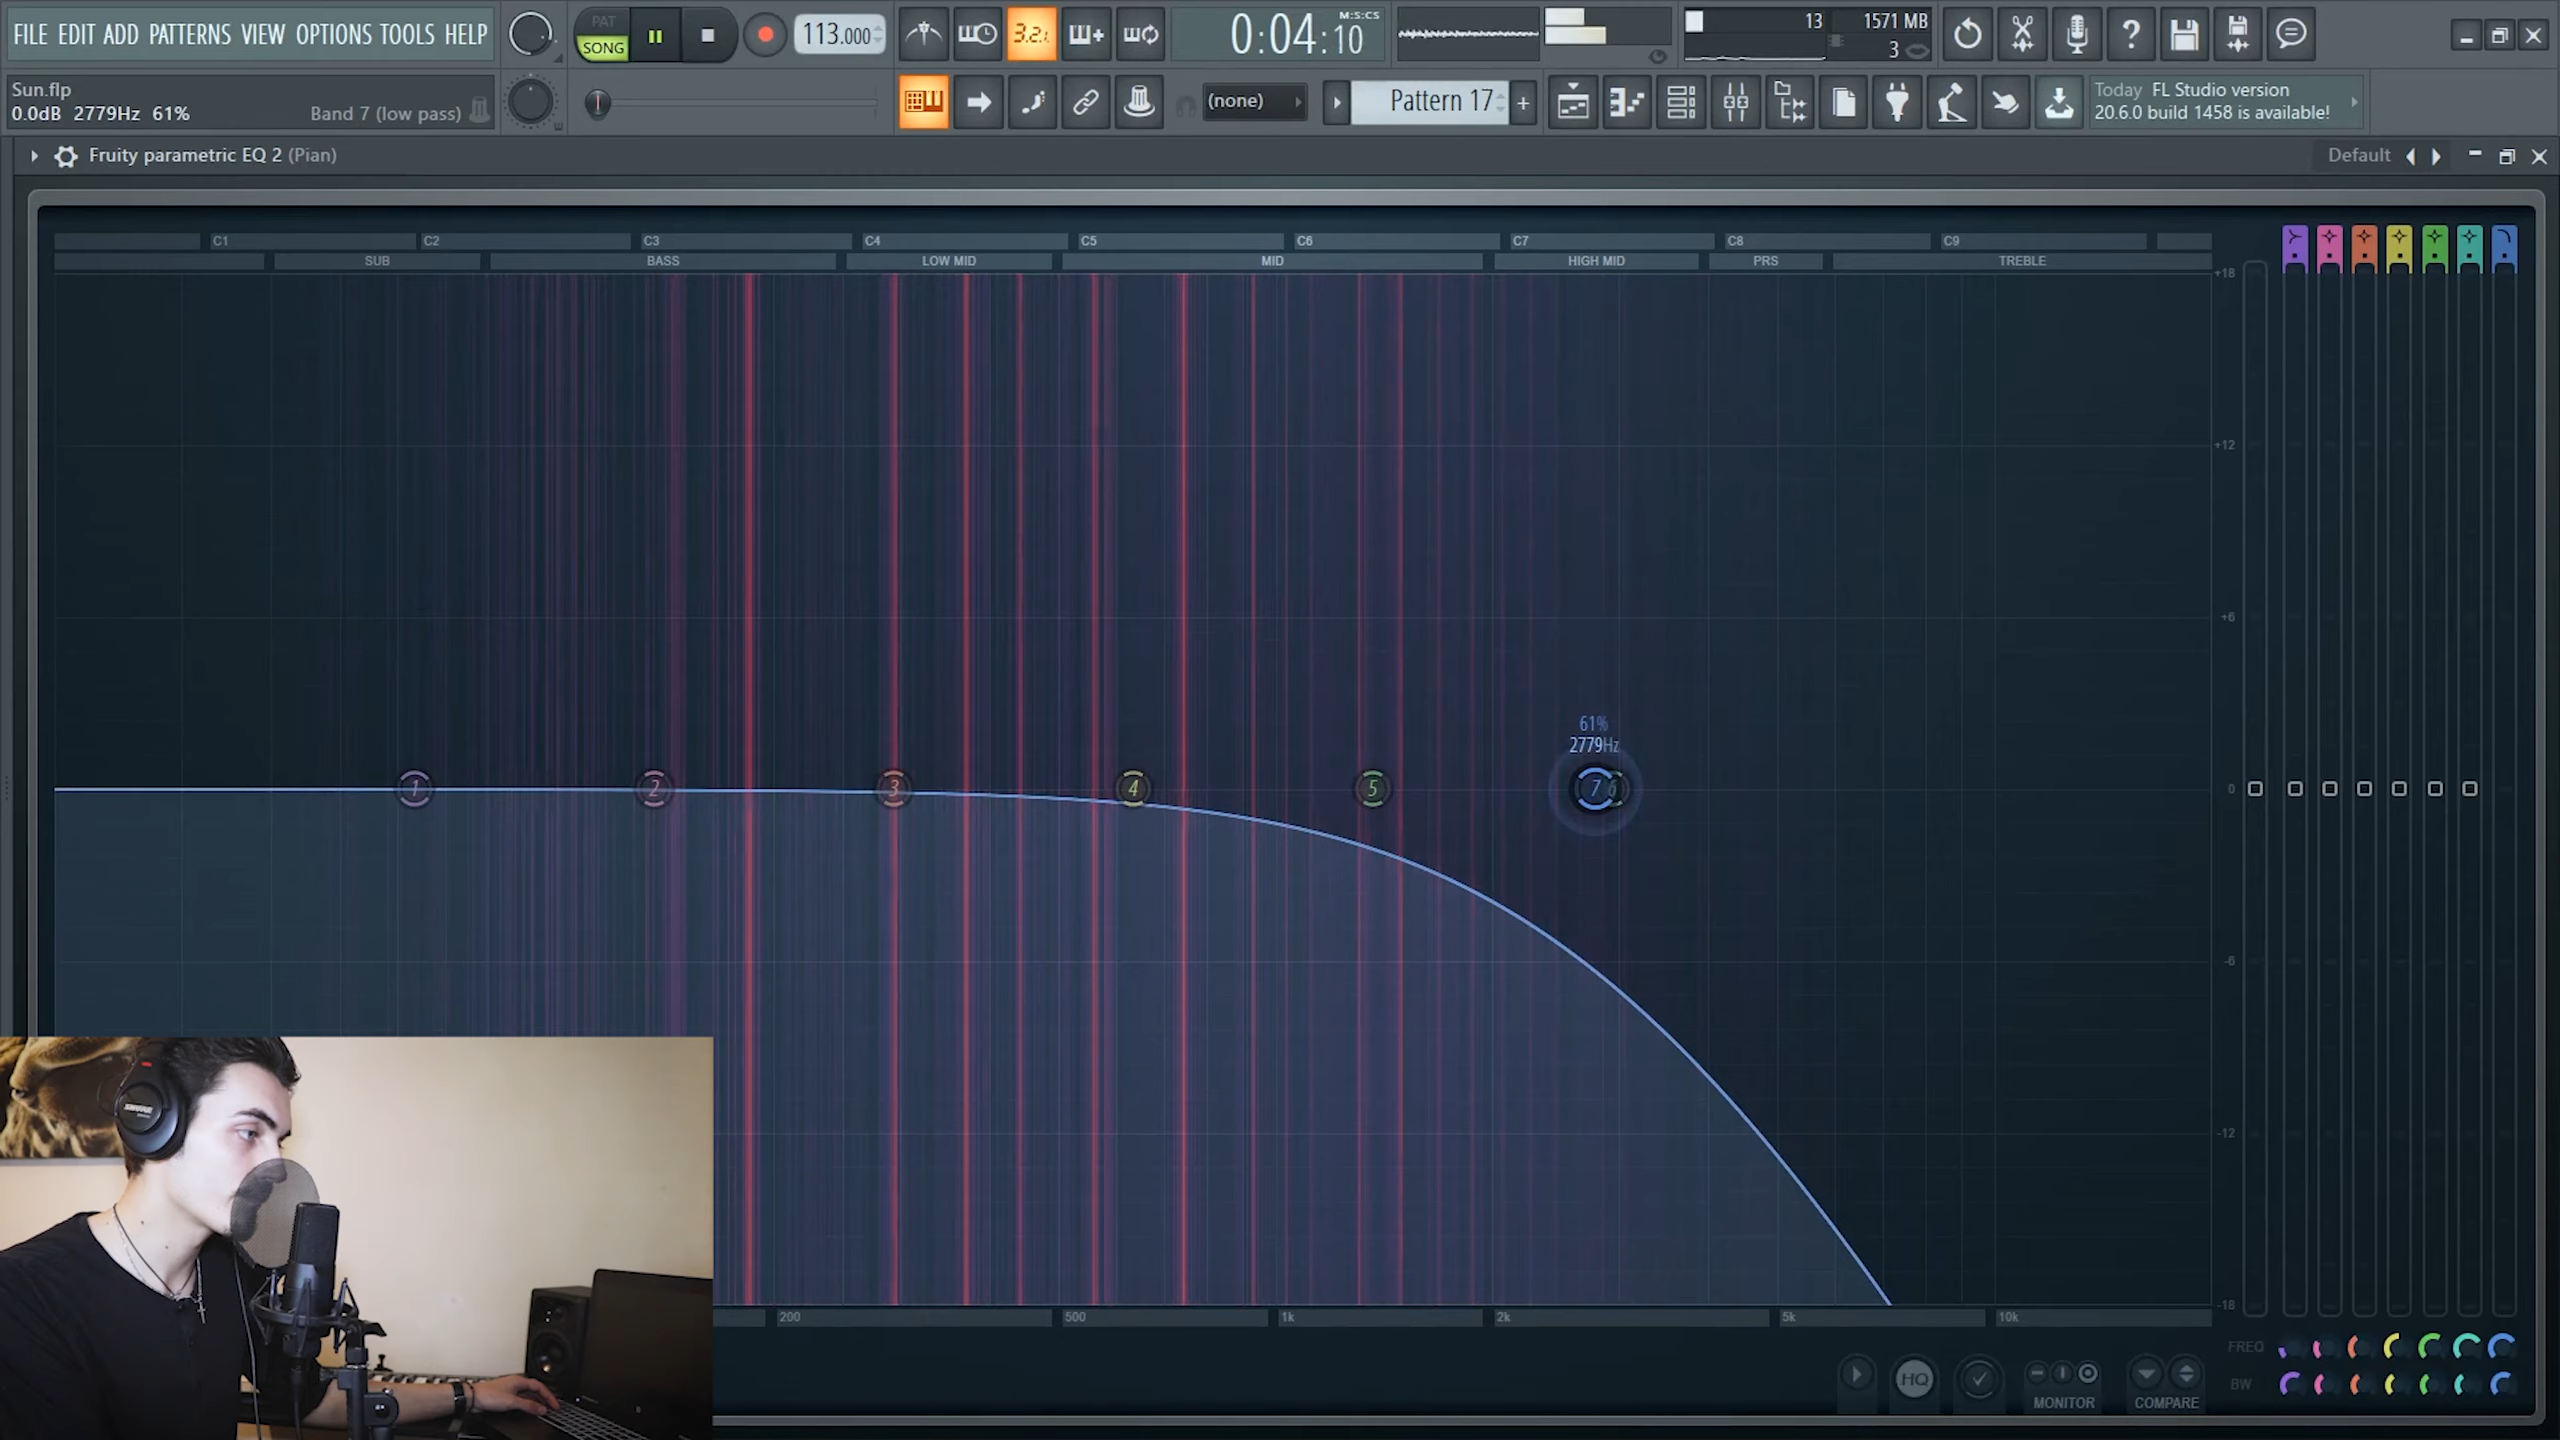 FILE EDIT ADD PATTERNS VIEW OPTIONS TOOLS HELP
PAT
SONG
113.000
3.2.
M:S:CS
0:04:10
13
1571 MB
3
Sun.flp
0.0dB 2779Hz 61%
Band 7 (low pass)
(none)
Pattern 17
Today FL Studio version
20.6.0 build 1458 is available!
Fruity parametric EQ 2 (Pian)
Default
C1 C2 C3 C4 C5 C6 C7 C8 C9
SUB BASS LOW MID MID HIGH MID PRS TREBLE
+18
+12
+6
61%
2779Hz
1 2 3 4 5 7 6
0
-6
-12
-18
200 500 1k 2k 5k 10k
FREQ
BW
HQ
MONITOR
COMPARE